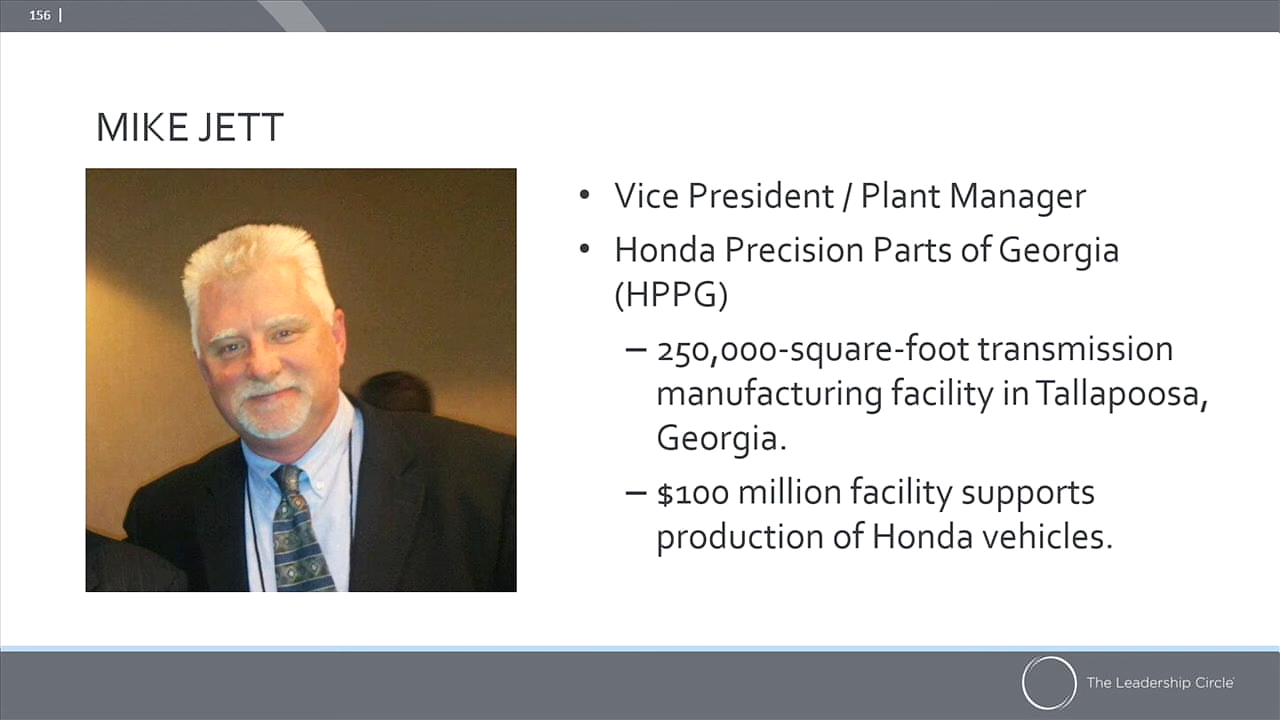 156 |
MIKE JETT
• Vice President / Plant Manager
• Honda Precision Parts of Georgia
(HPPG)
– 250,000-square-foot transmission
manufacturing facility in Tallapoosa,
Georgia.
– $100 million facility supports
production of Honda vehicles.
The Leadership Circle